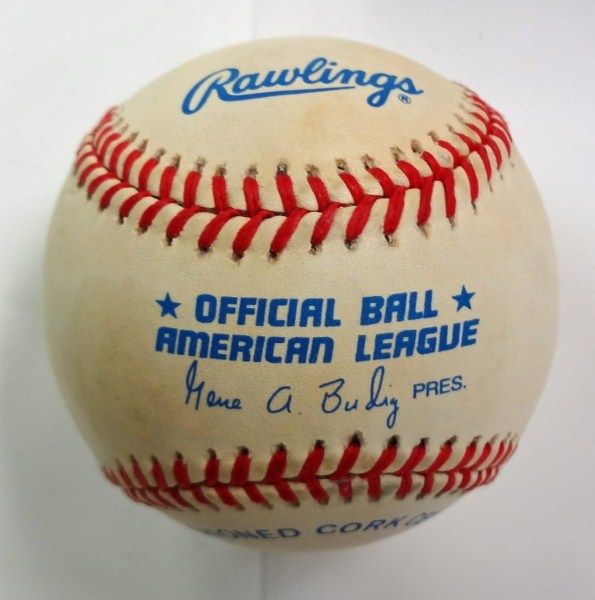 Rawlings®
★ OFFICIAL BALL ★
AMERICAN LEAGUE
Gene A. Budig PRES.
CORK